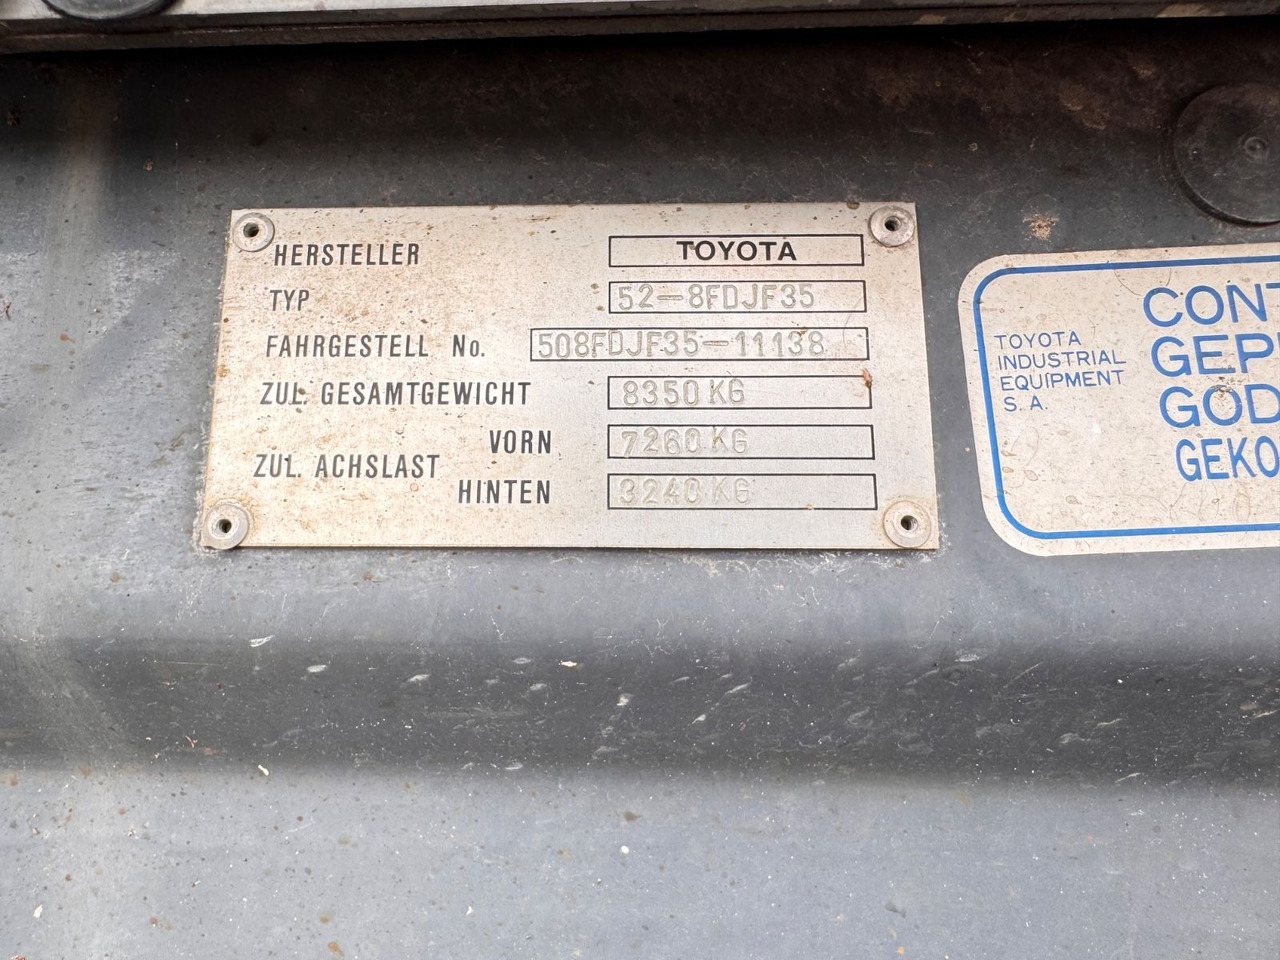 HERSTELLER TOYOTA
TYP 52-8FDJF35
FAHRGESTELL No. 508FDJF35-11138
ZUL. GESAMTGEWICHT 8350 KG
VORN 7260 KG
ZUL. ACHSLAST
HINTEN 3240 KG
TOYOTA
INDUSTRIAL
EQUIPMENT
S. A.
CONT
GEP
GOD
GEKO